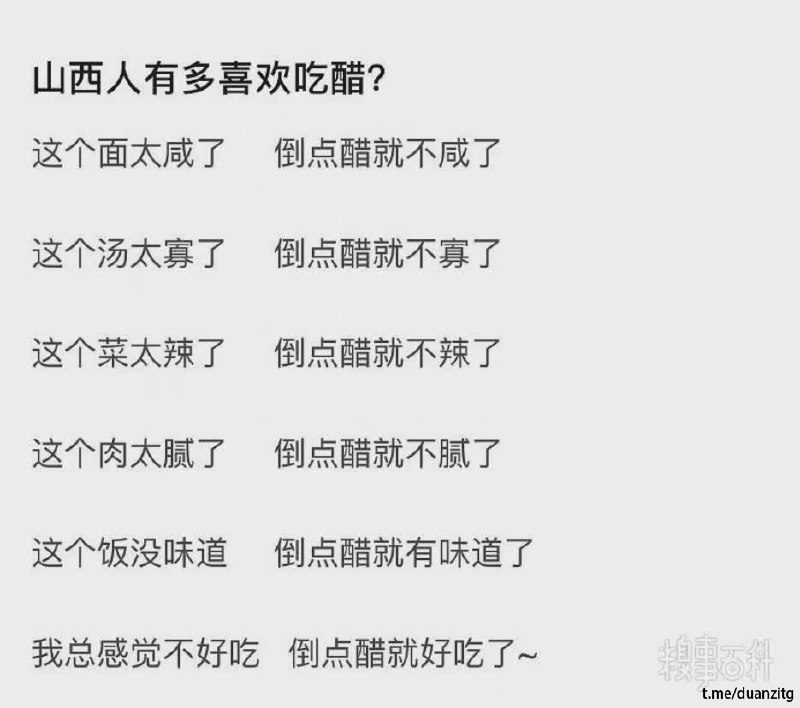 山西人有多喜欢吃醋?
这个面太咸了 倒点醋就不咸了
这个汤太寡了 倒点醋就不寡了
这个菜太辣了 倒点醋就不辣了
这个肉太腻了 倒点醋就不腻了
这个饭没味道 倒点醋就有味道了
我总感觉不好吃 倒点醋就好吃了~
糗事百科
t.me/duanzitg